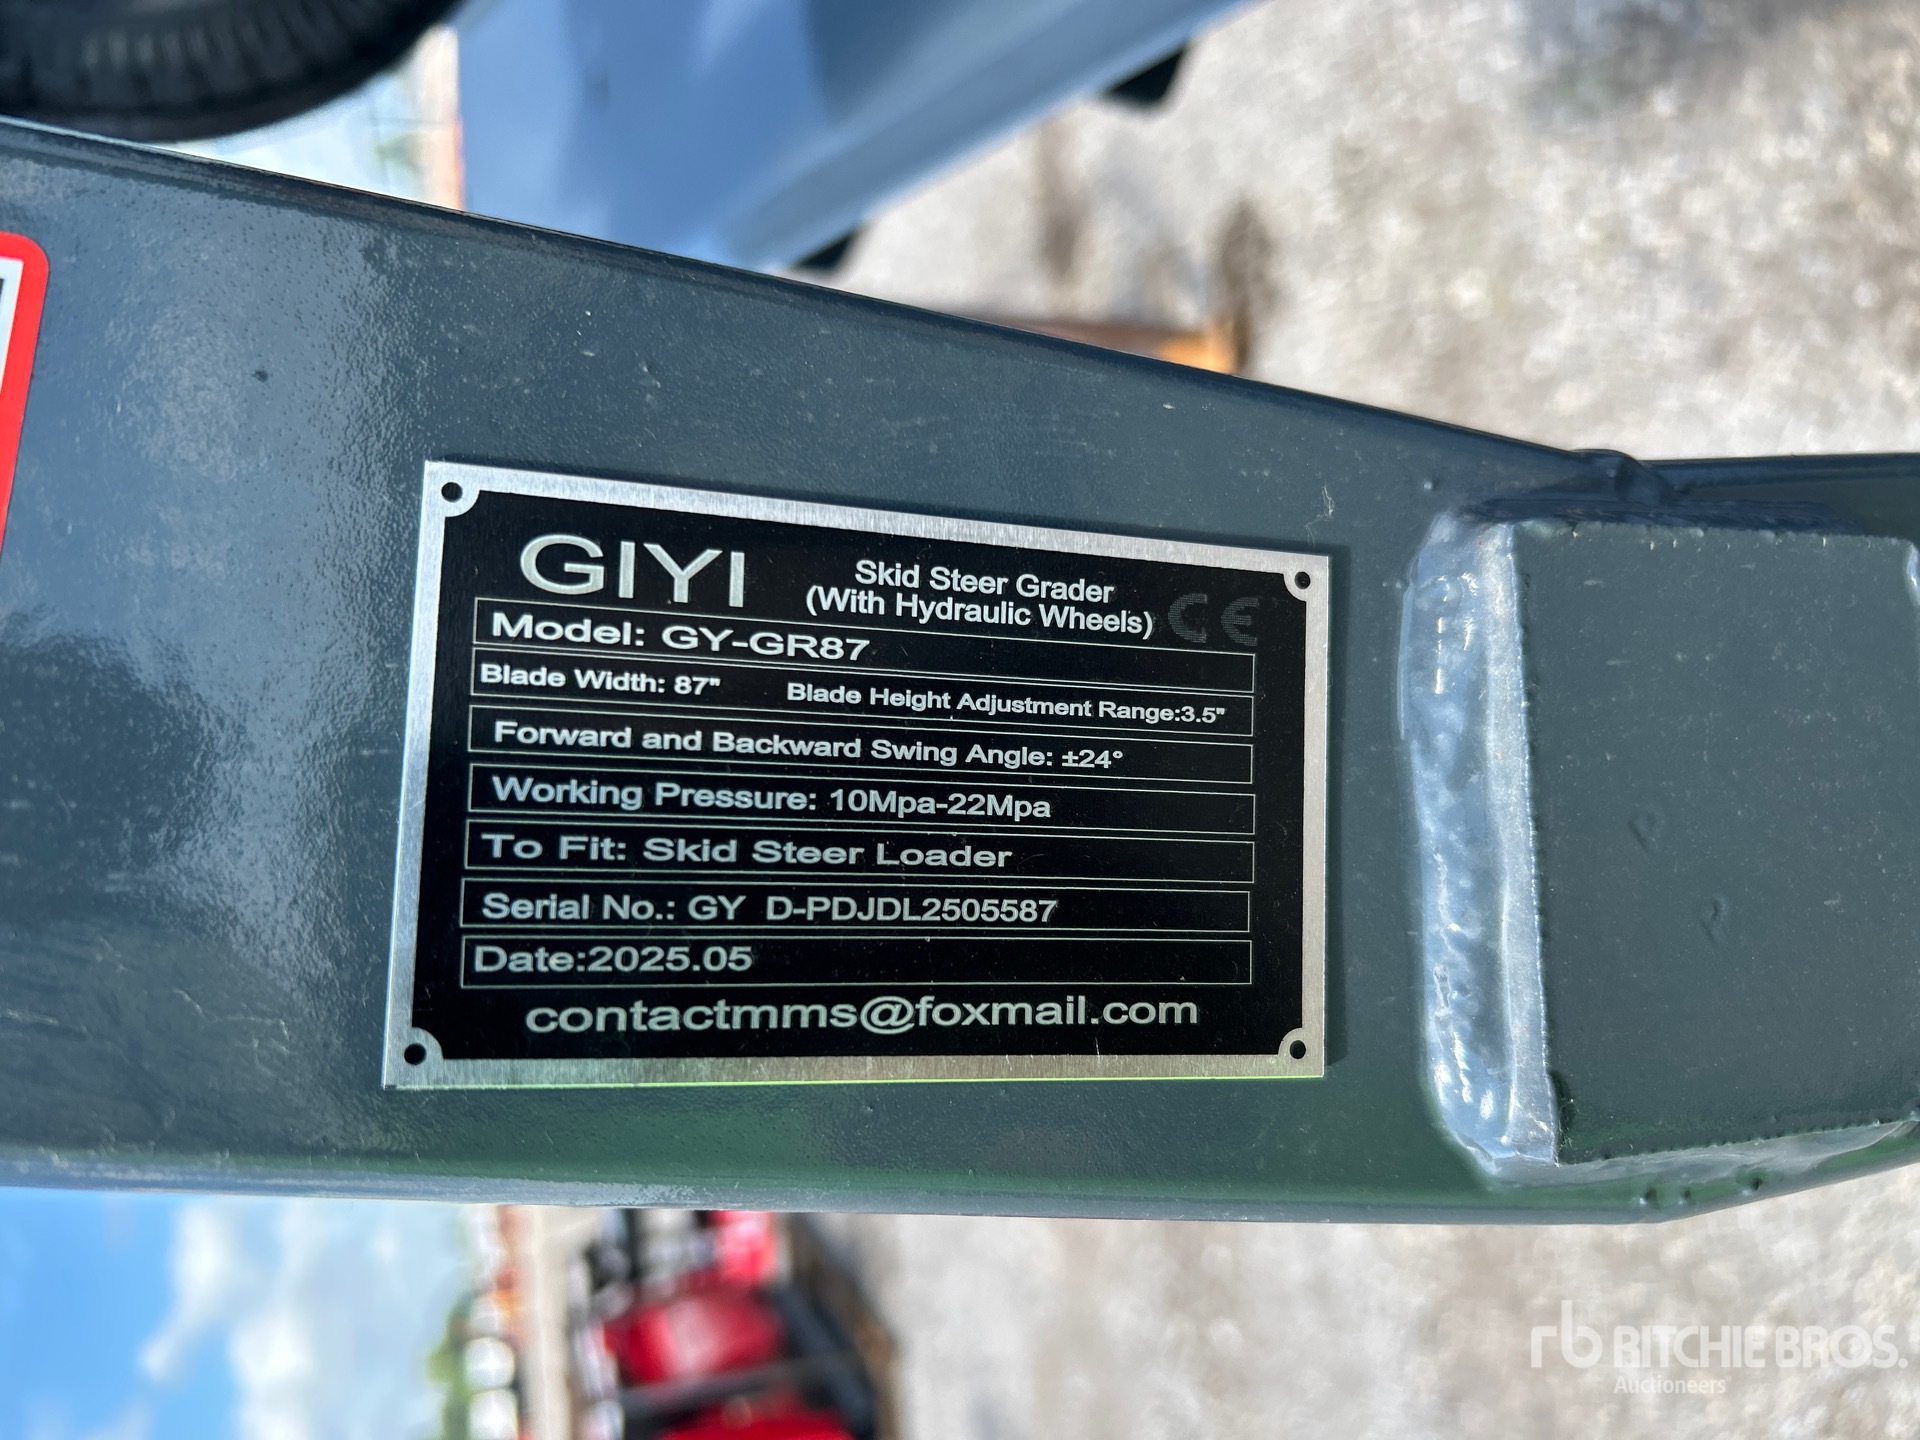 GIYI
Skid Steer Grader
(With Hydraulic Wheels)
CE
Model: GY-GR87
Blade Width: 87" Blade Height Adjustment Range:3.5"
Forward and Backward Swing Angle: ±24°
Working Pressure: 10Mpa-22Mpa
To Fit: Skid Steer Loader
Serial No.: GY D-PDJDL2505587
Date:2025.05
contactmms@foxmail.com
rb RITCHIE BROS.
Auctioneers